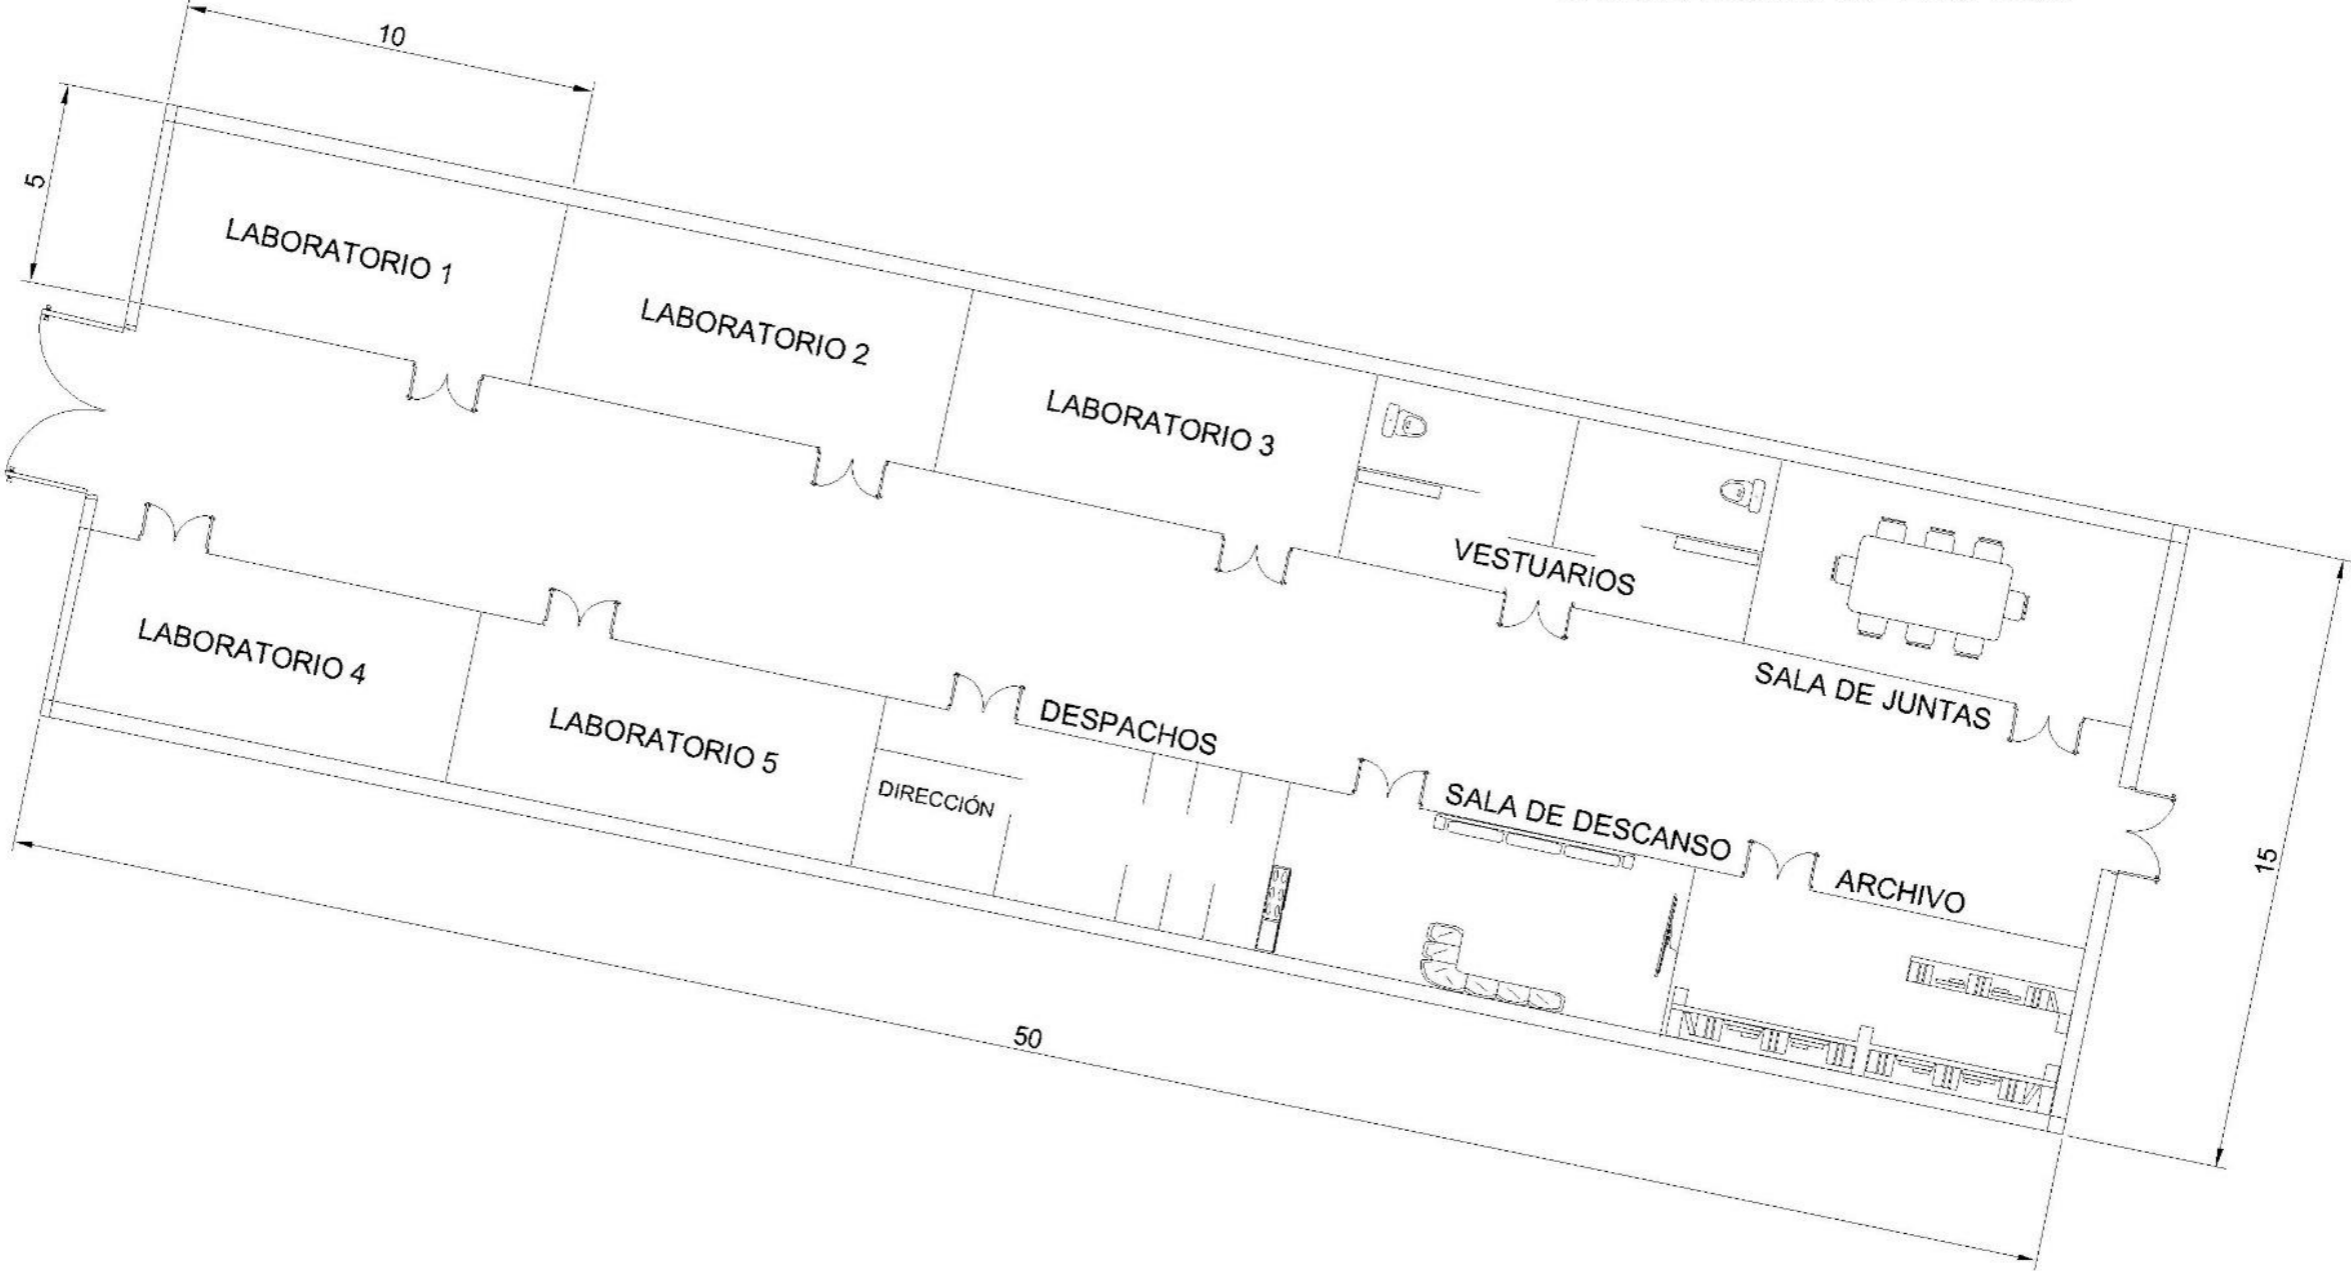 10
5
LABORATORIO 1
LABORATORIO 2
LABORATORIO 3
VESTUARIOS
SALA DE JUNTAS
LABORATORIO 4
LABORATORIO 5
DESPACHOS
DIRECCIÓN
SALA DE DESCANSO
ARCHIVO
15
50